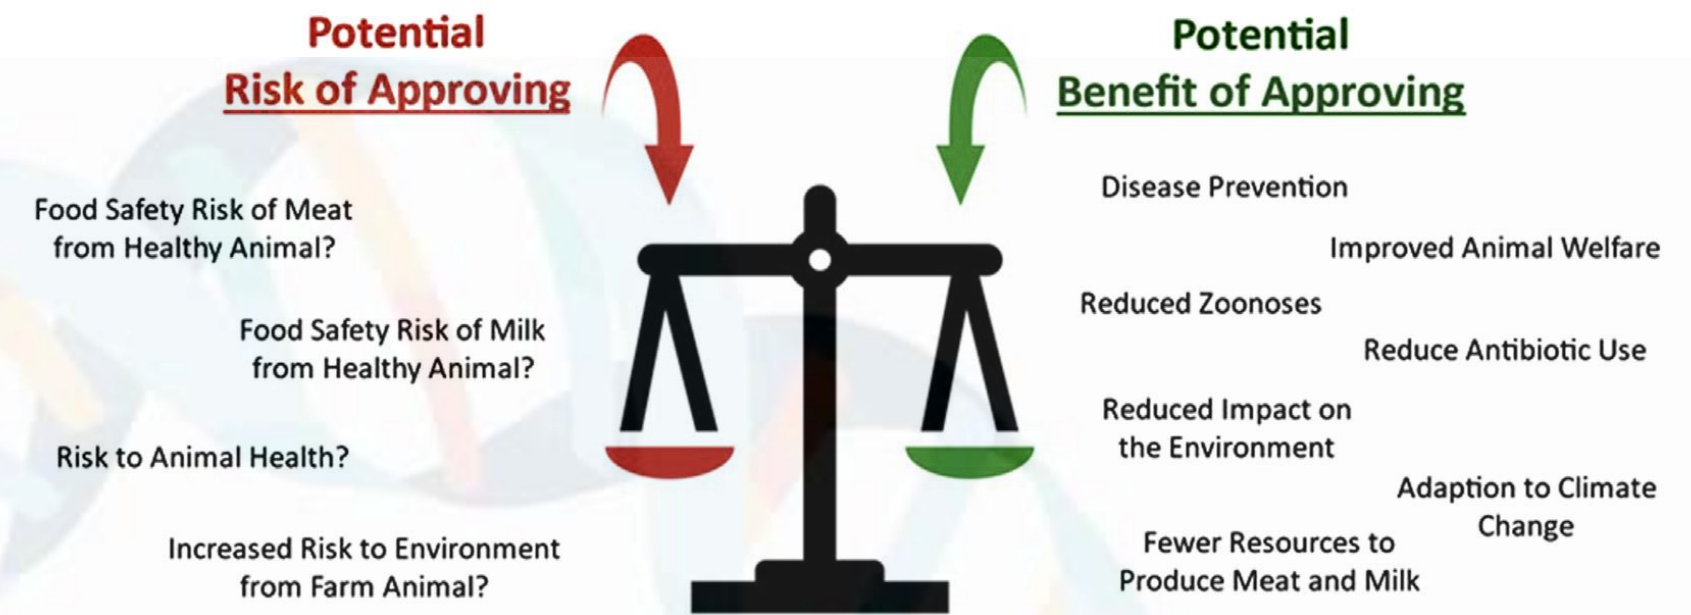 Potential
Risk of Approving
Food Safety Risk of Meat
from Healthy Animal?
Food Safety Risk of Milk
from Healthy Animal?
Risk to Animal Health?
Increased Risk to Environment
from Farm Animal?
Potential
Benefit of Approving
Disease Prevention
Improved Animal Welfare
Reduced Zoonoses
Reduce Antibiotic Use
Reduced Impact on
the Environment
Adaption to Climate
Change
Fewer Resources to
Produce Meat and Milk